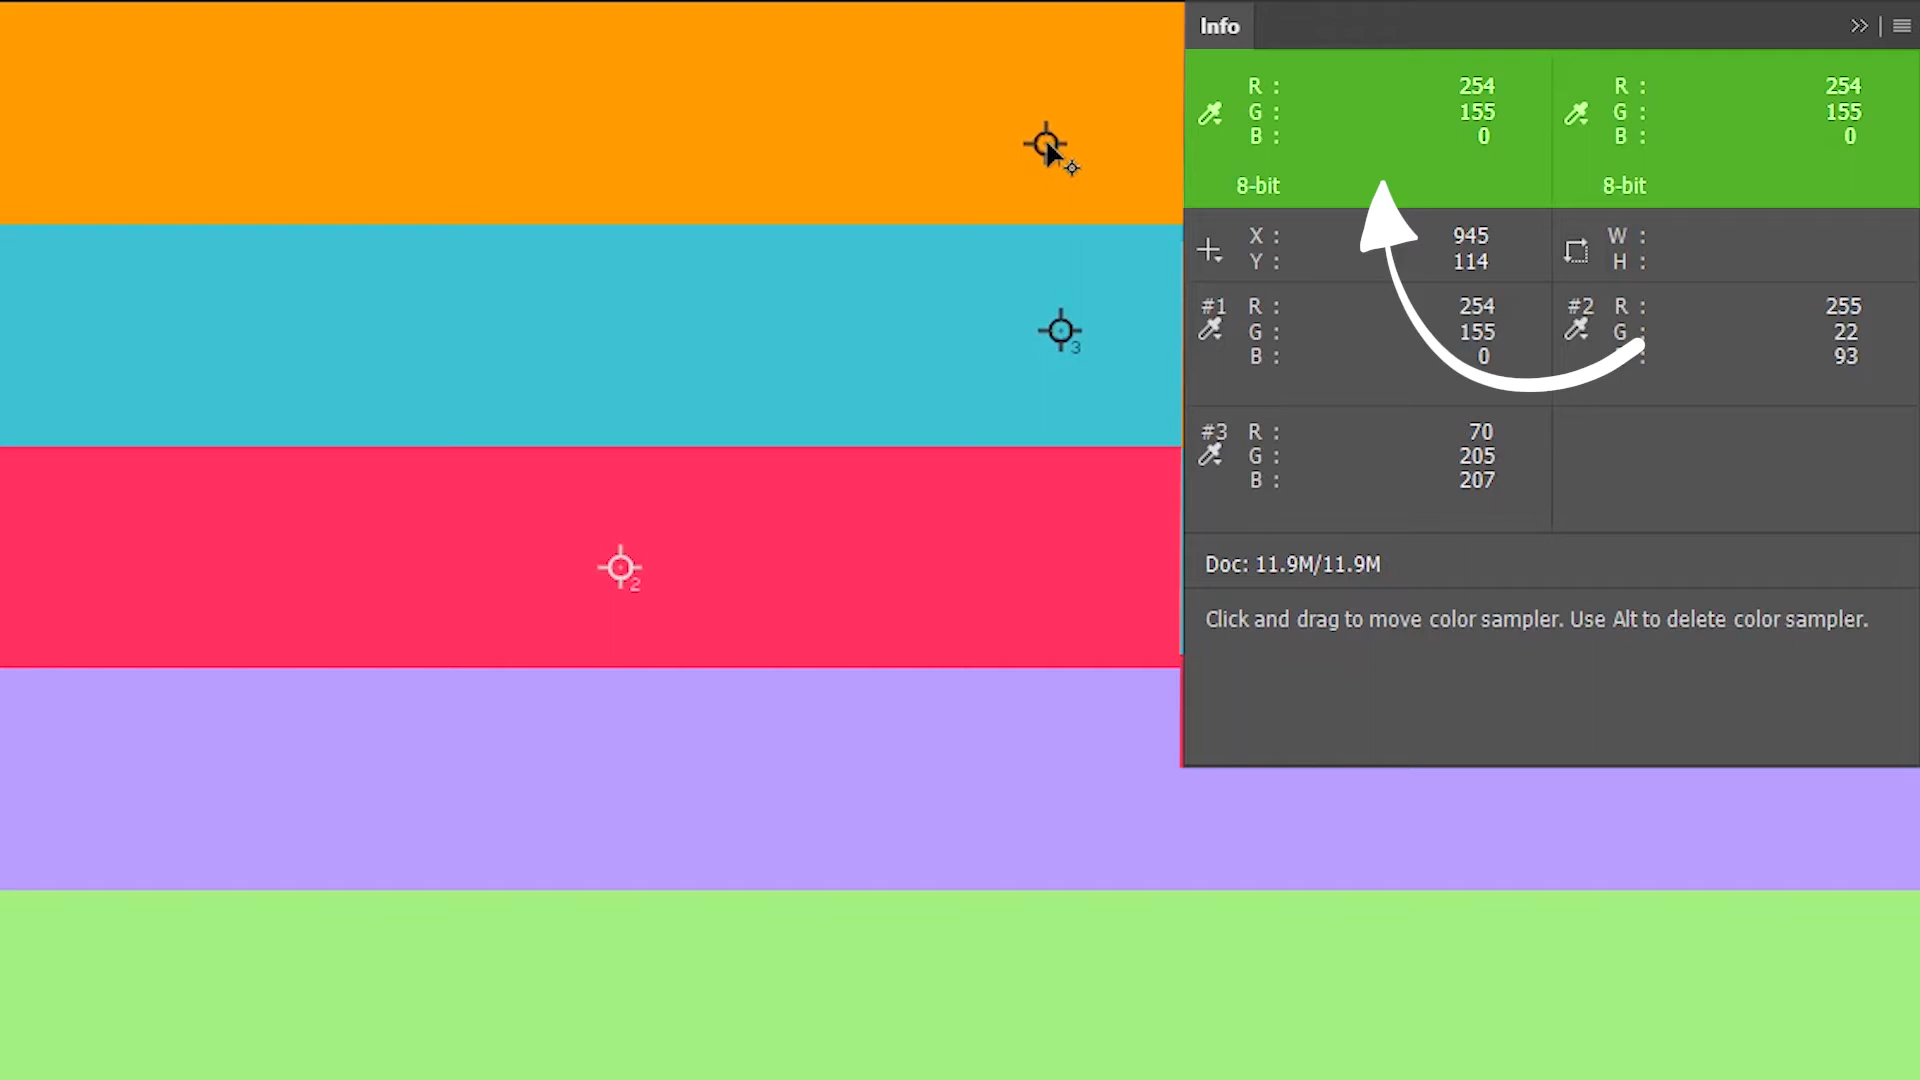 Info
R : 254 R : 254
G : 155 G : 155
B : 0 B : 0
8-bit 8-bit
X : 945 W :
Y : 114 H :
#1 R : 254 #2 R : 255
G : 155 G : 22
B : 0 : 93
#3 R : 70
G : 205
B : 207
Doc: 11.9M/11.9M
Click and drag to move color sampler. Use Alt to delete color sampler.
3
2